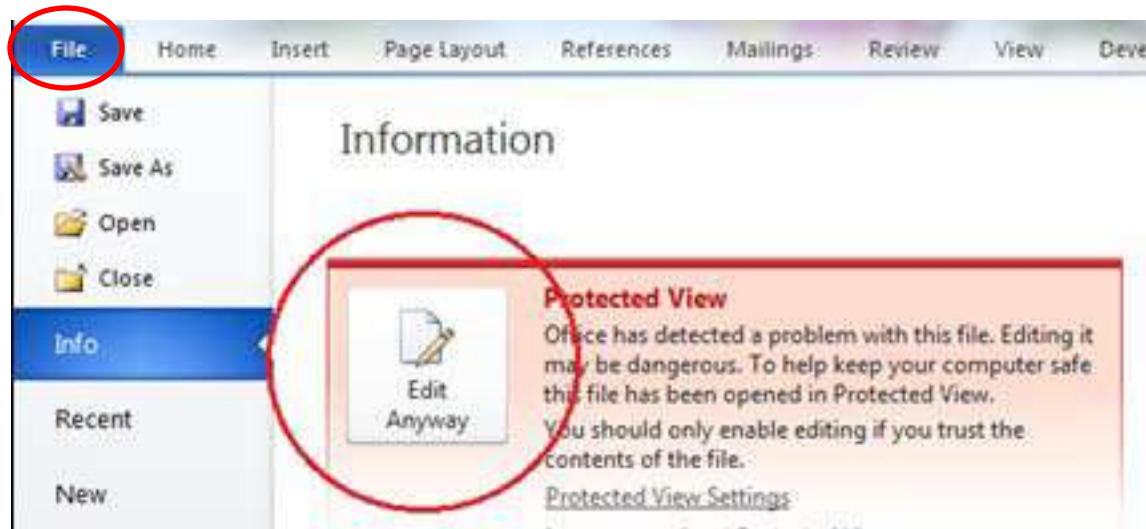 File Home Insert Page Layout References Mailings Review View Deve
Save
Save As
Open
Close
Info
Recent
New
Information
Edit
Anyway
Protected View
Office has detected a problem with this file. Editing it
may be dangerous. To help keep your computer safe
this file has been opened in Protected View.
You should only enable editing if you trust the
contents of the file.
Protected View Settings